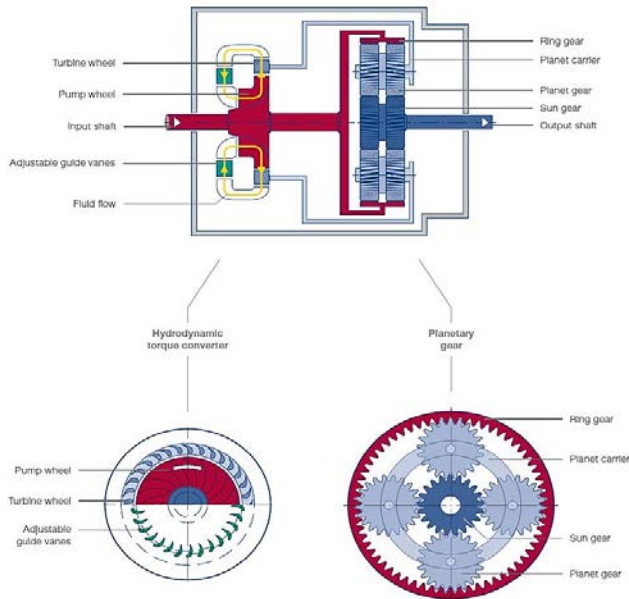 Turbine wheel
Pump wheel
Input shaft
Adjustable guide vanes
Fluid flow
Ring gear
Planet carrier
Planet gear
Sun gear
Output shaft
Hydrodynamic
torque converter
Planetary
gear
Pump wheel
Turbine wheel
Adjustable
guide vanes
Ring gear
Planet carrier
Sun gear
Planet gear